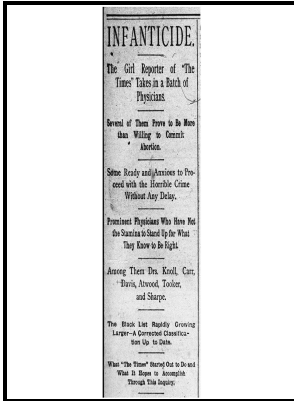 INFANTICIDE.
The Girl Reporter of "The
Times" Takes in a Batch of
Physicians.
Several of Them Prove to Be More
than Willing to Commit
Abortion.
Some Ready and Anxious to Pro-
ceed with the Horrible Crime
Without Any Delay.
Prominent Physicians Who Have Not
the Stamina to Stand Up for What
They Know to Be Right.
Among Them Drs. Knoll, Carr,
Davis, Atwood, Tooker,
and Sharpe.
The Black List Rapidly Growing
Larger—A Corrected Classifica-
tion Up to Date.
What "The Times" Started Out to Do and
What It Hopes to Accomplish
Through This Inquiry.